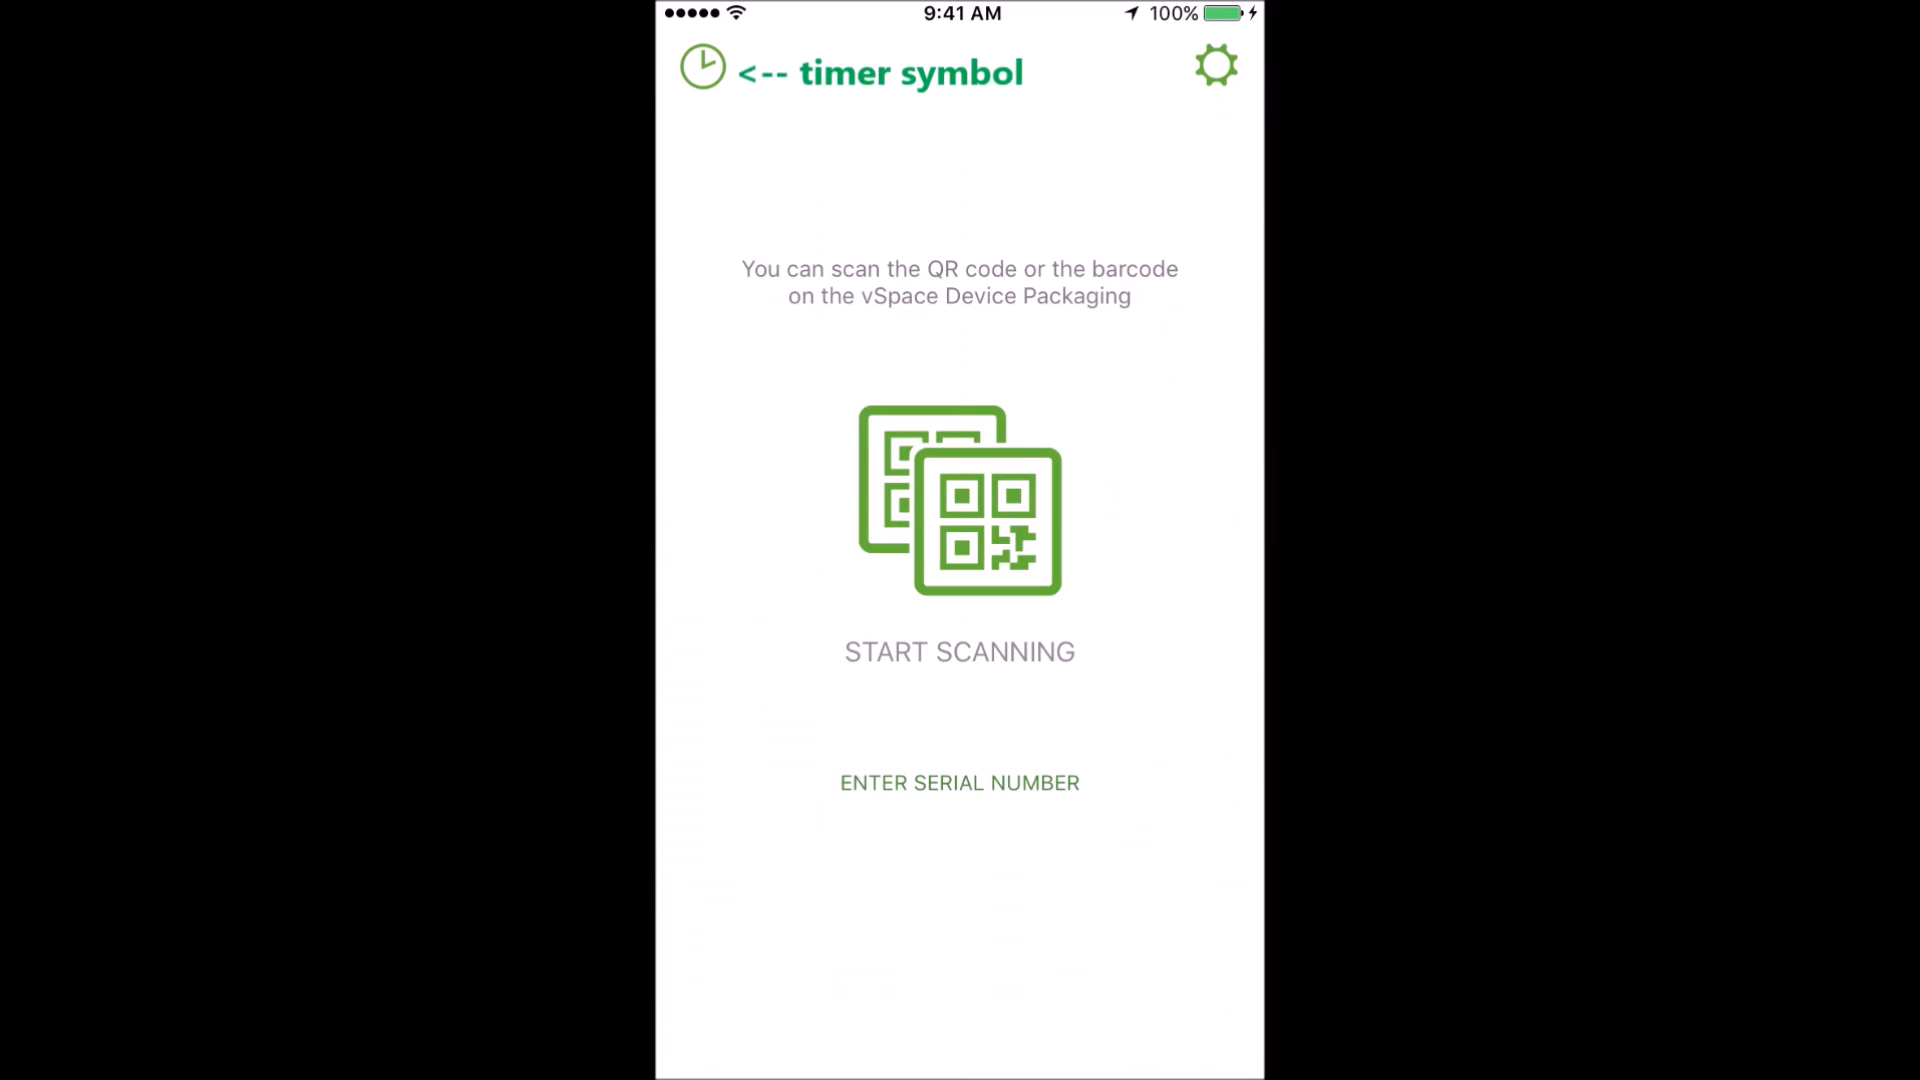 9:41 AM
100%
<-- timer symbol
You can scan the QR code or the barcode
on the vSpace Device Packaging
START SCANNING
ENTER SERIAL NUMBER